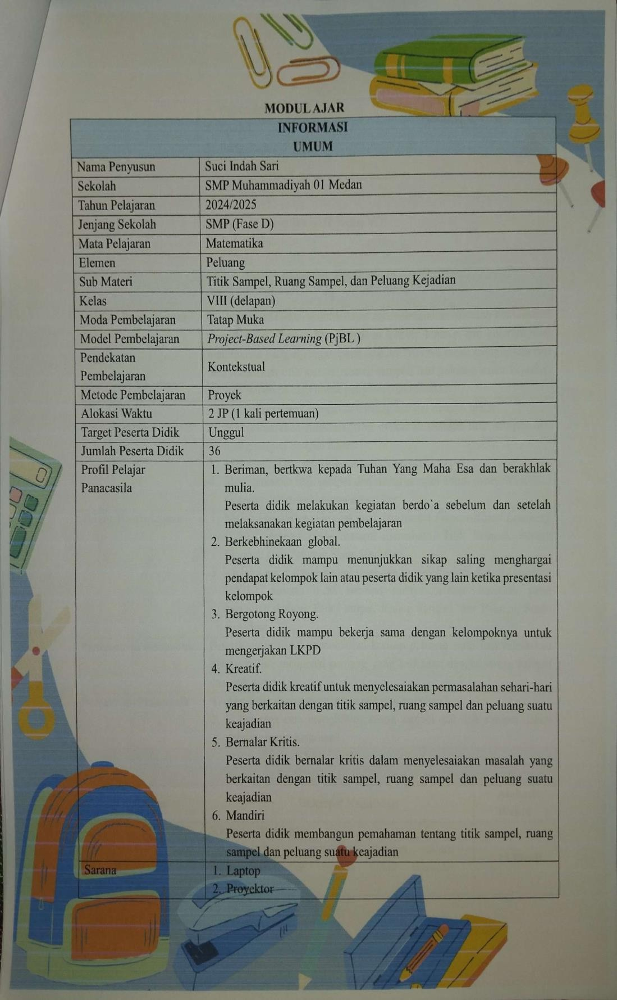 MODUL AJAR
INFORMASI
UMUM
Nama Penyusun Suci Indah Sari
Sekolah SMP Muhammadiyah 01 Medan
Tahun Pelajaran 2024/2025
Jenjang Sekolah SMP (Fase D)
Mata Pelajaran Matematika
Elemen Peluang
Sub Materi Titik Sampel, Ruang Sampel, dan Peluang Kejadian
Kelas VIII (delapan)
Moda Pembelajaran Tatap Muka
Model Pembelajaran Project-Based Learning (PjBL )
Pendekatan
Pembelajaran Kontekstual
Metode Pembelajaran Proyek
Alokasi Waktu 2 JP (1 kali pertemuan)
Target Peserta Didik Unggul
Jumlah Peserta Didik 36
Profil Pelajar 1. Beriman, bertkwa kepada Tuhan Yang Maha Esa dan berakhlak
Panacasila mulia.
Peserta didik melakukan kegiatan berdo`a sebelum dan setelah
melaksanakan kegiatan pembelajaran
2. Berkebhinekaan global.
Peserta didik mampu menunjukkan sikap saling menghargai
pendapat kelompok lain atau peserta didik yang lain ketika presentasi
kelompok
3. Bergotong Royong.
Peserta didik mampu bekerja sama dengan kelompoknya untuk
mengerjakan LKPD
4. Kreatif.
Peserta didik kreatif untuk menyelesaiakan permasalahan sehari-hari
yang berkaitan dengan titik sampel, ruang sampel dan peluang suatu
keajadian
5. Bernalar Kritis.
Peserta didik bernalar kritis dalam menyelesaiakan masalah yang
berkaitan dengan titik sampel, ruang sampel dan peluang suatu
keajadian
6. Mandiri
Peserta didik membangun pemahaman tentang titik sampel, ruang
sampel dan peluang suatu keajadian
Sarana 1. Laptop
2. Proyektor